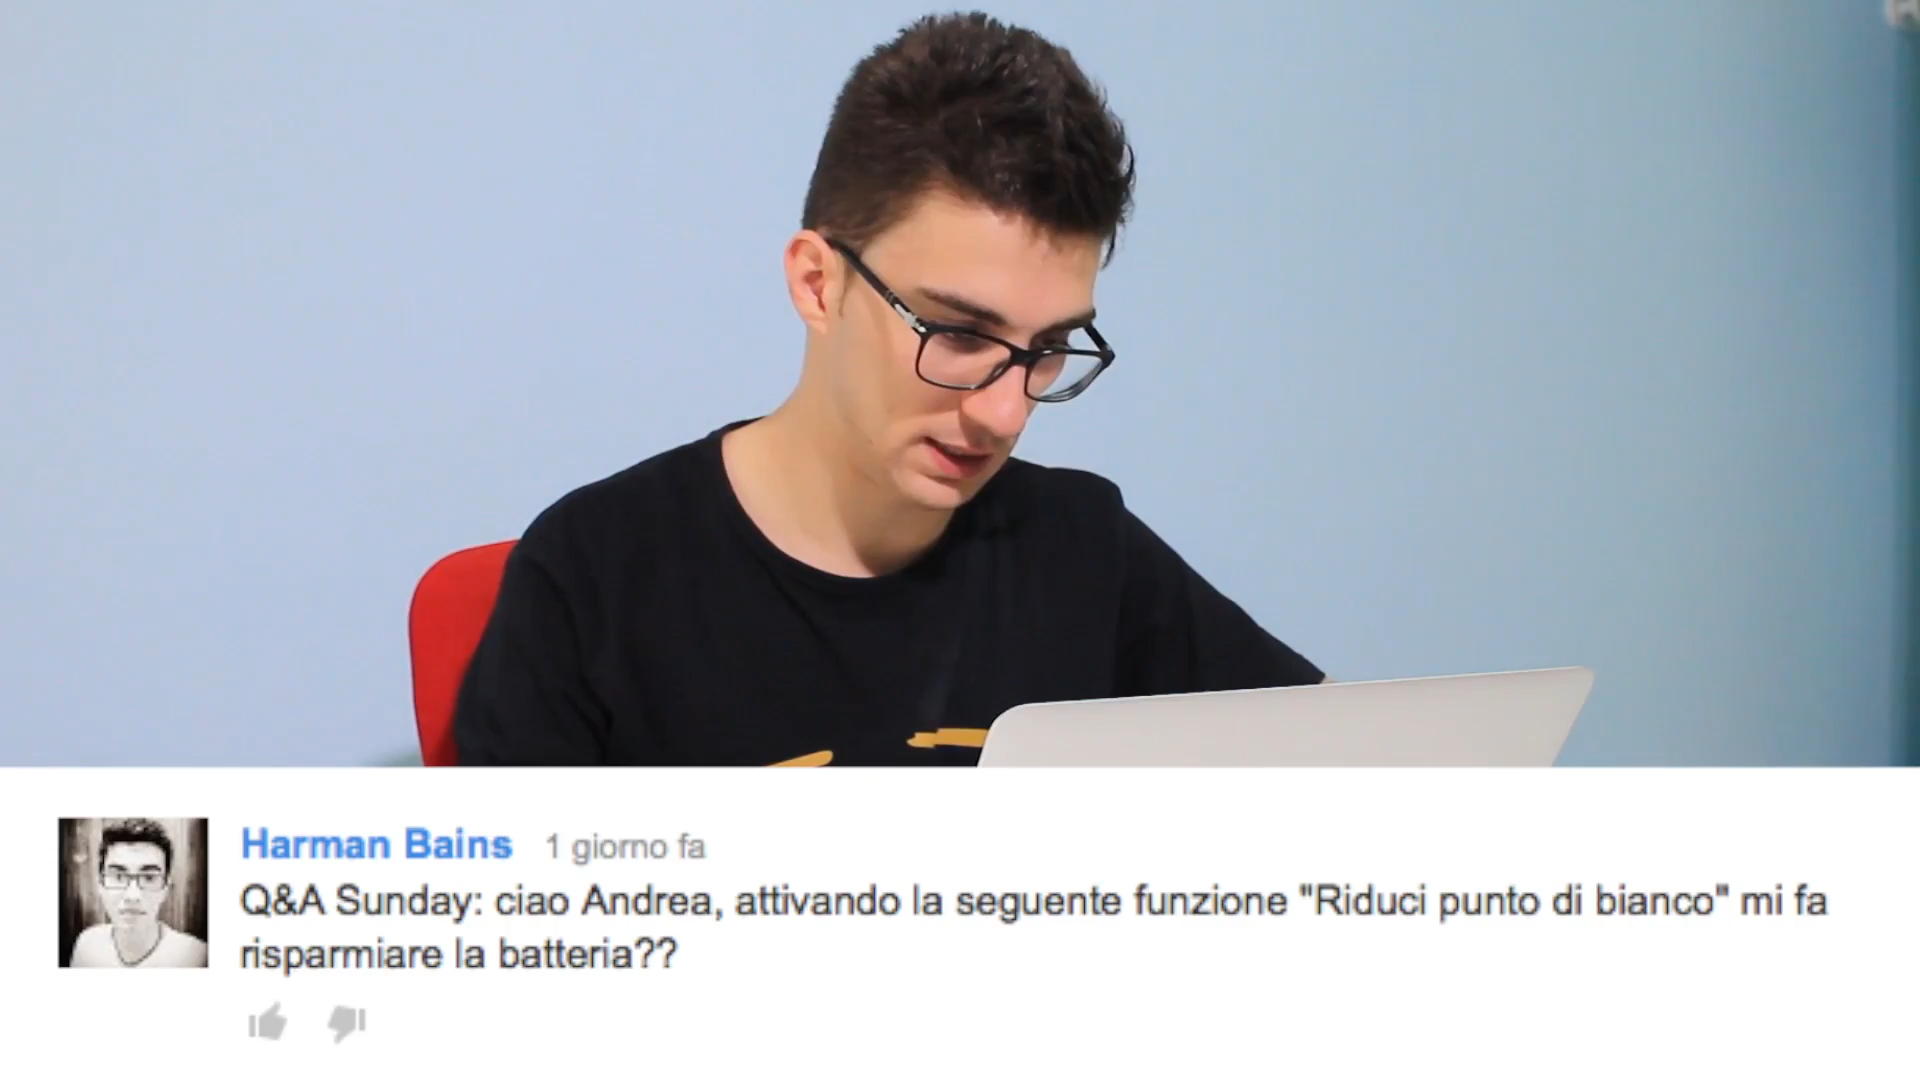 Harman Bains 1 giorno fa
Q&A Sunday: ciao Andrea, attivando la seguente funzione "Riduci punto di bianco" mi fa
risparmiare la batteria??